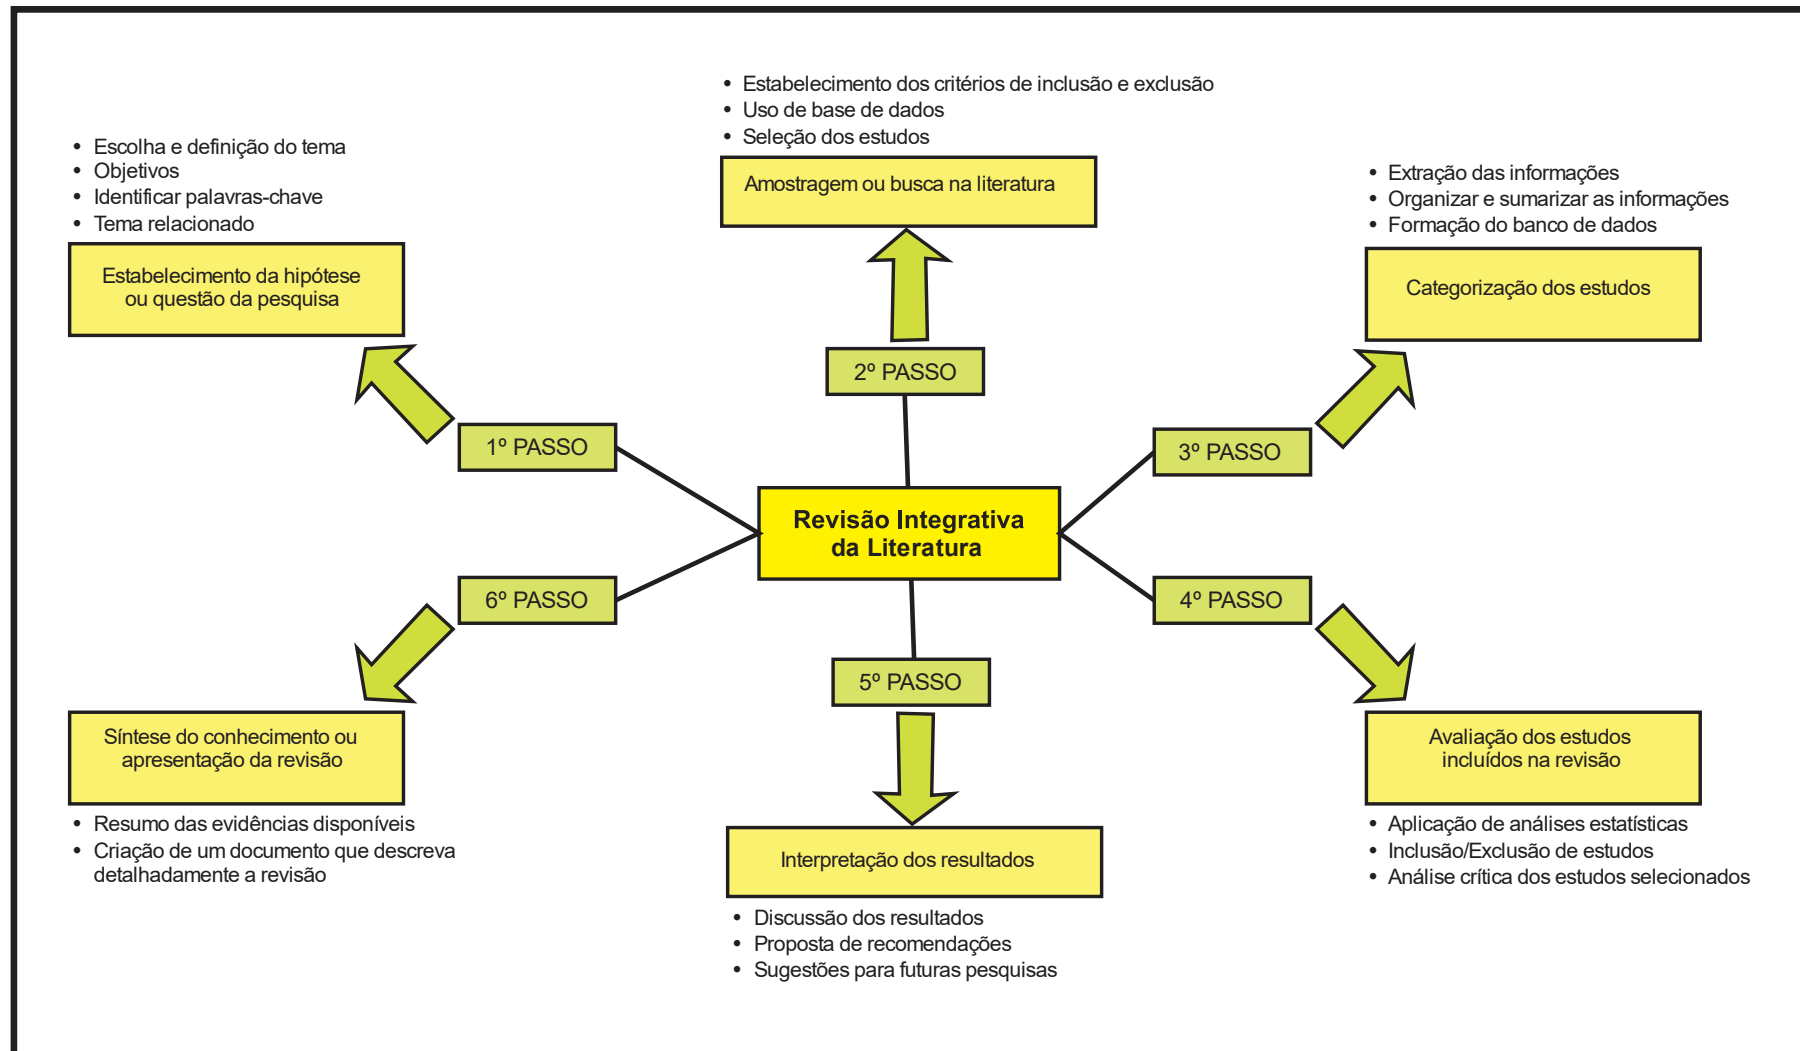 • Escolha e definição do tema
• Objetivos
• Identificar palavras-chave
• Tema relacionado
Estabelecimento da hipótese
ou questão da pesquisa
1º PASSO
• Estabelecimento dos critérios de inclusão e exclusão
• Uso de base de dados
• Seleção dos estudos
Amostragem ou busca na literatura
2º PASSO
• Extração das informações
• Organizar e sumarizar as informações
• Formação do banco de dados
Categorização dos estudos
3º PASSO
Revisão Integrativa
da Literatura
4º PASSO
Avaliação dos estudos
incluídos na revisão
• Aplicação de análises estatísticas
• Inclusão/Exclusão de estudos
• Análise crítica dos estudos selecionados
5º PASSO
Interpretação dos resultados
• Discussão dos resultados
• Proposta de recomendações
• Sugestões para futuras pesquisas
6º PASSO
Síntese do conhecimento ou
apresentação da revisão
• Resumo das evidências disponíveis
• Criação de um documento que descreva
detalhadamente a revisão